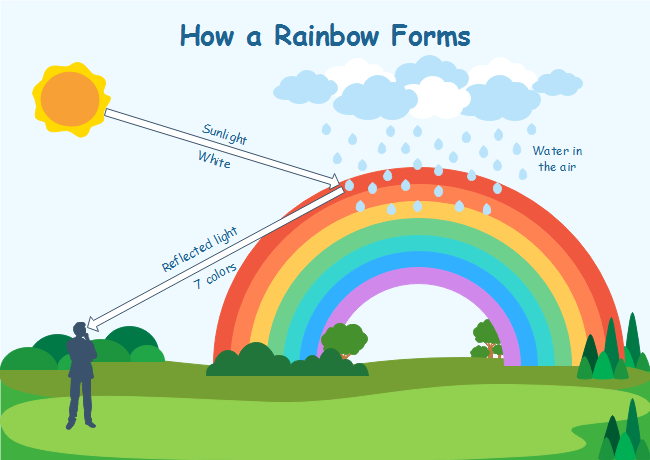 How a Rainbow Forms
Sunlight
White
Water in
the air
Reflected light
7 colors